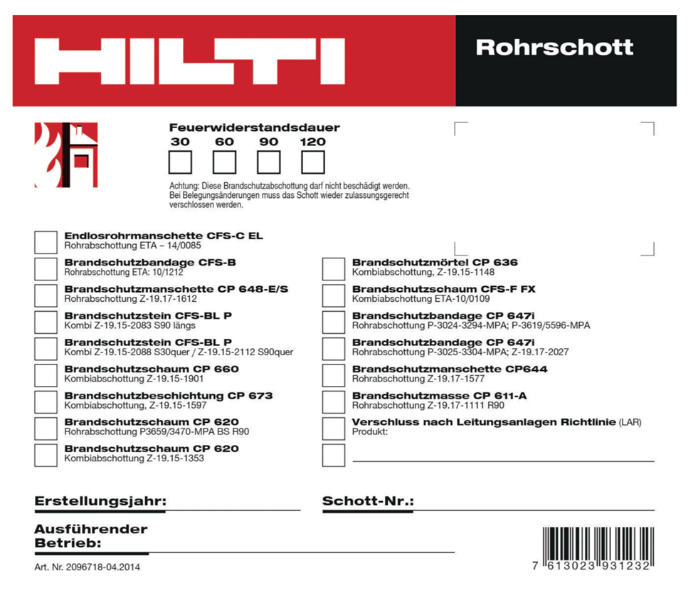 HILTI
Rohrschott
Feuerwiderstandsdauer
30 60 90 120
Achtung: Diese Brandschutzabschottung darf nicht beschädigt werden.
Bei Belegungsänderungen muss das Schott wieder zulassungsgerecht
verschlossen werden.
Endlosrohrmanschette CFS-C EL
Rohrabschottung ETA – 14/0085
Brandschutzbandage CFS-B
Rohrabschottung ETA: 10/1212
Brandschutzmanschette CP 648-E/S
Rohrabschottung Z-19.17-1612
Brandschutzstein CFS-BL P
Kombi Z-19.15-2083 S90 längs
Brandschutzstein CFS-BL P
Kombi Z-19.15-2088 S30quer / Z-19.15-2112 S90quer
Brandschutzschaum CP 660
Kombiabschottung Z-19.15-1901
Brandschutzbeschichtung CP 673
Kombiabschottung, Z-19.15-1597
Brandschutzschaum CP 620
Rohrabschottung P3659/3470-MPA BS R90
Brandschutzschaum CP 620
Kombiabschottung Z-19.15-1353
Brandschutzmörtel CP 636
Kombiabschottung, Z-19.15-1148
Brandschutzschaum CFS-F FX
Kombiabschottung ETA-10/0109
Brandschutzbandage CP 647i
Rohrabschottung P-3024-3294-MPA; P-3619/5596-MPA
Brandschutzbandage CP 647i
Rohrabschottung P-3025-3304-MPA; Z-19.17-2027
Brandschutzmanschette CP644
Rohrabschottung Z-19.17-1577
Brandschutzmasse CP 611-A
Rohrabschottung Z-19.17-1111 R90
Verschluss nach Leitungsanlagen Richtlinie (LAR)
Produkt:
Erstellungsjahr:
Schott-Nr.:
Ausführender
Betrieb:
Art. Nr. 2096718-04.2014
7 613023 931232